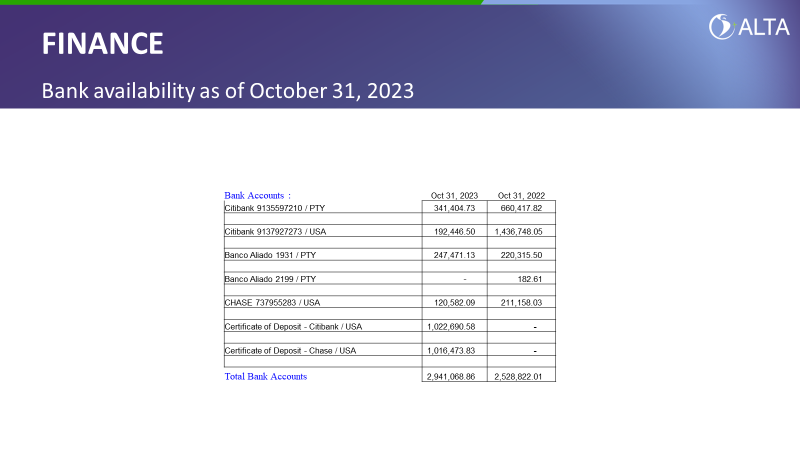 ALTA
FINANCE
Bank availability as of October 31, 2023
Bank Accounts : Oct 31, 2023 Oct 31, 2022
Citibank 9135597210 / PTY 341,404.73 660,417.82
Citibank 9137927273 / USA 192,446.50 1,436,748.05
Banco Aliado 1931 / PTY 247,471.13 220,315.50
Banco Aliado 2199 / PTY - 182.61
CHASE 737955283 / USA 120,582.09 211,158.03
Certificate of Deposit - Citibank / USA 1,022,690.58 -
Certificate of Deposit - Chase / USA 1,016,473.83 -
Total Bank Accounts 2,941,068.86 2,528,822.01